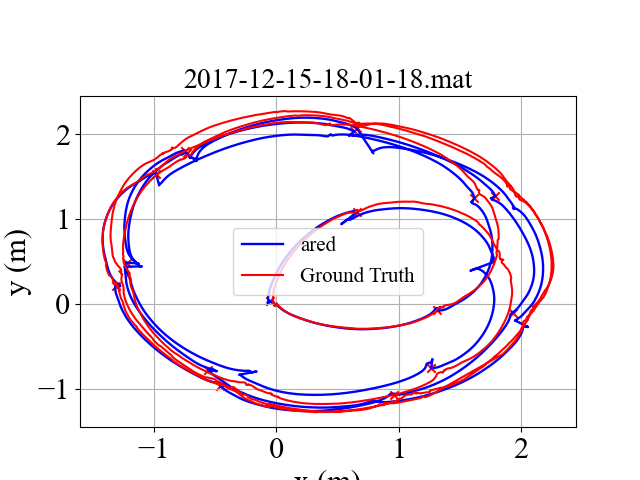 2017-12-15-18-01-18.mat
y (m)
2
1
0
−1
ared
Ground Truth
−1
0
1
2
x (m)